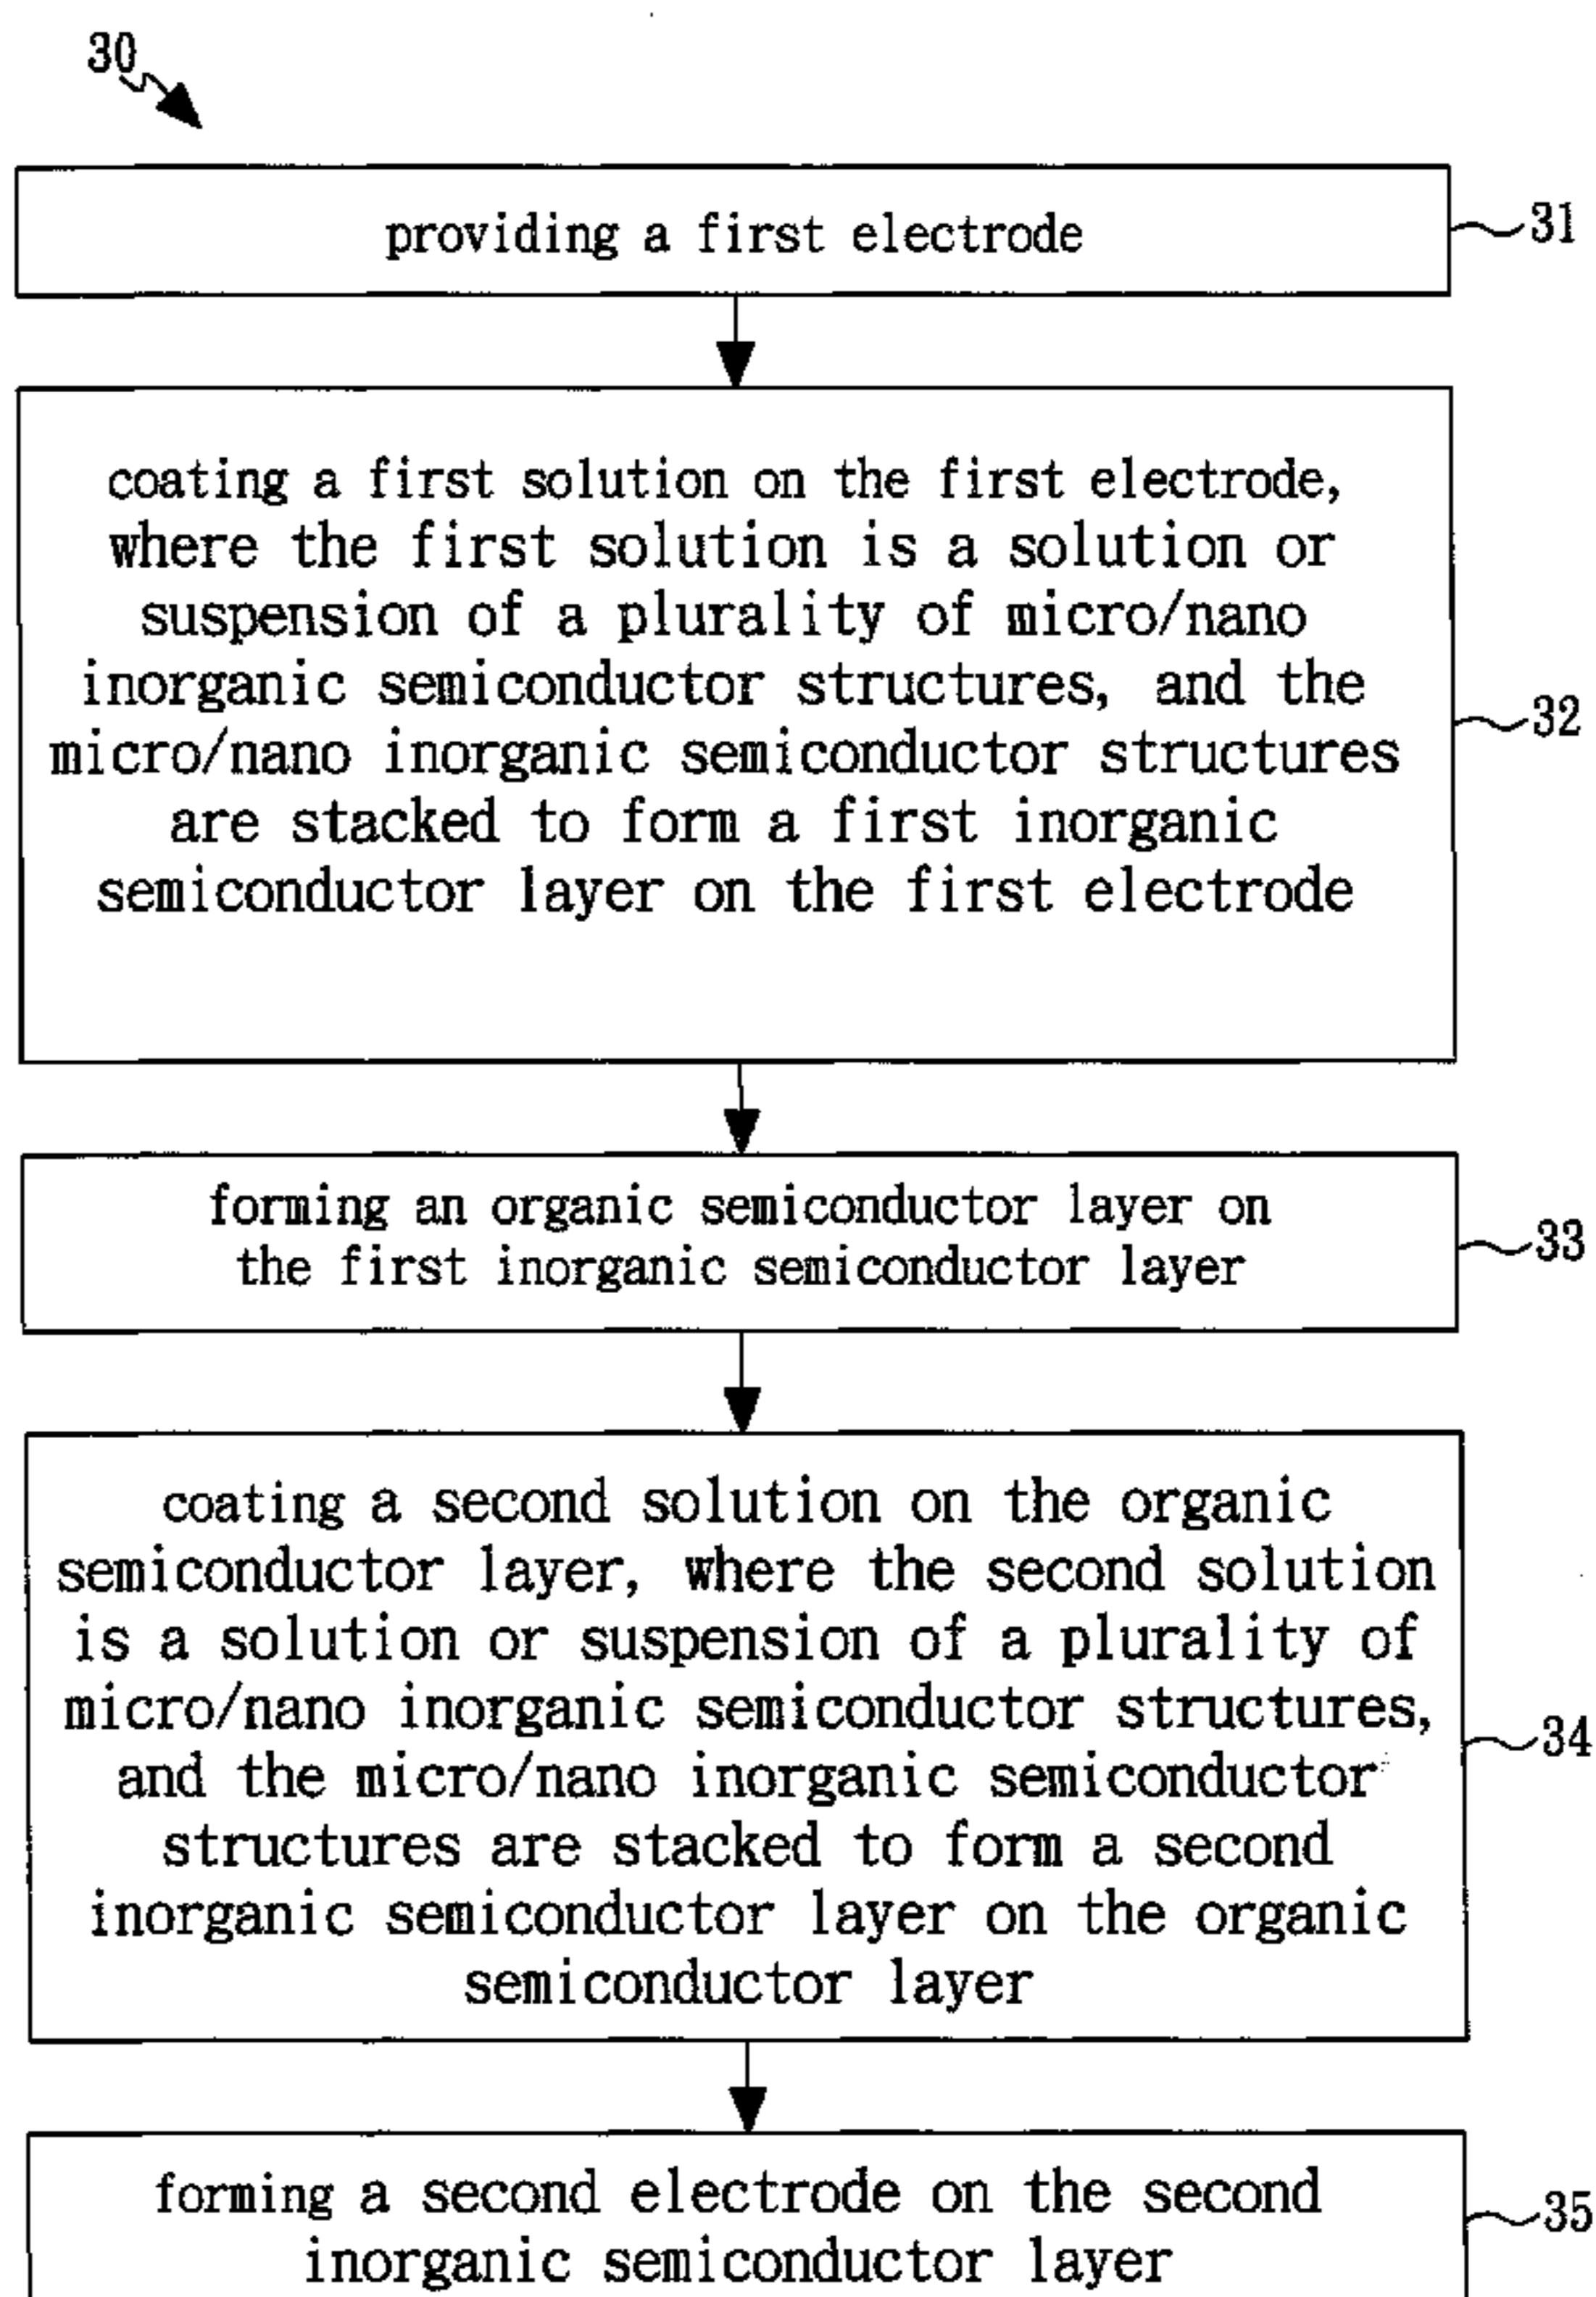 30
providing a first electrode
31
coating a first solution on the first electrode,
where the first solution is a solution or
suspension of a plurality of micro/nano
inorganic semiconductor structures, and the
micro/nano inorganic semiconductor structures
are stacked to form a first inorganic
semiconductor layer on the first electrode
32
forming an organic semiconductor layer on
the first inorganic semiconductor layer
33
coating a second solution on the organic
semiconductor layer, where the second solution
is a solution or suspension of a plurality of
micro/nano inorganic semiconductor structures,
and the micro/nano inorganic semiconductor
structures are stacked to form a second
inorganic semiconductor layer on the organic
semiconductor layer
34
forming a second electrode on the second
inorganic semiconductor layer
35